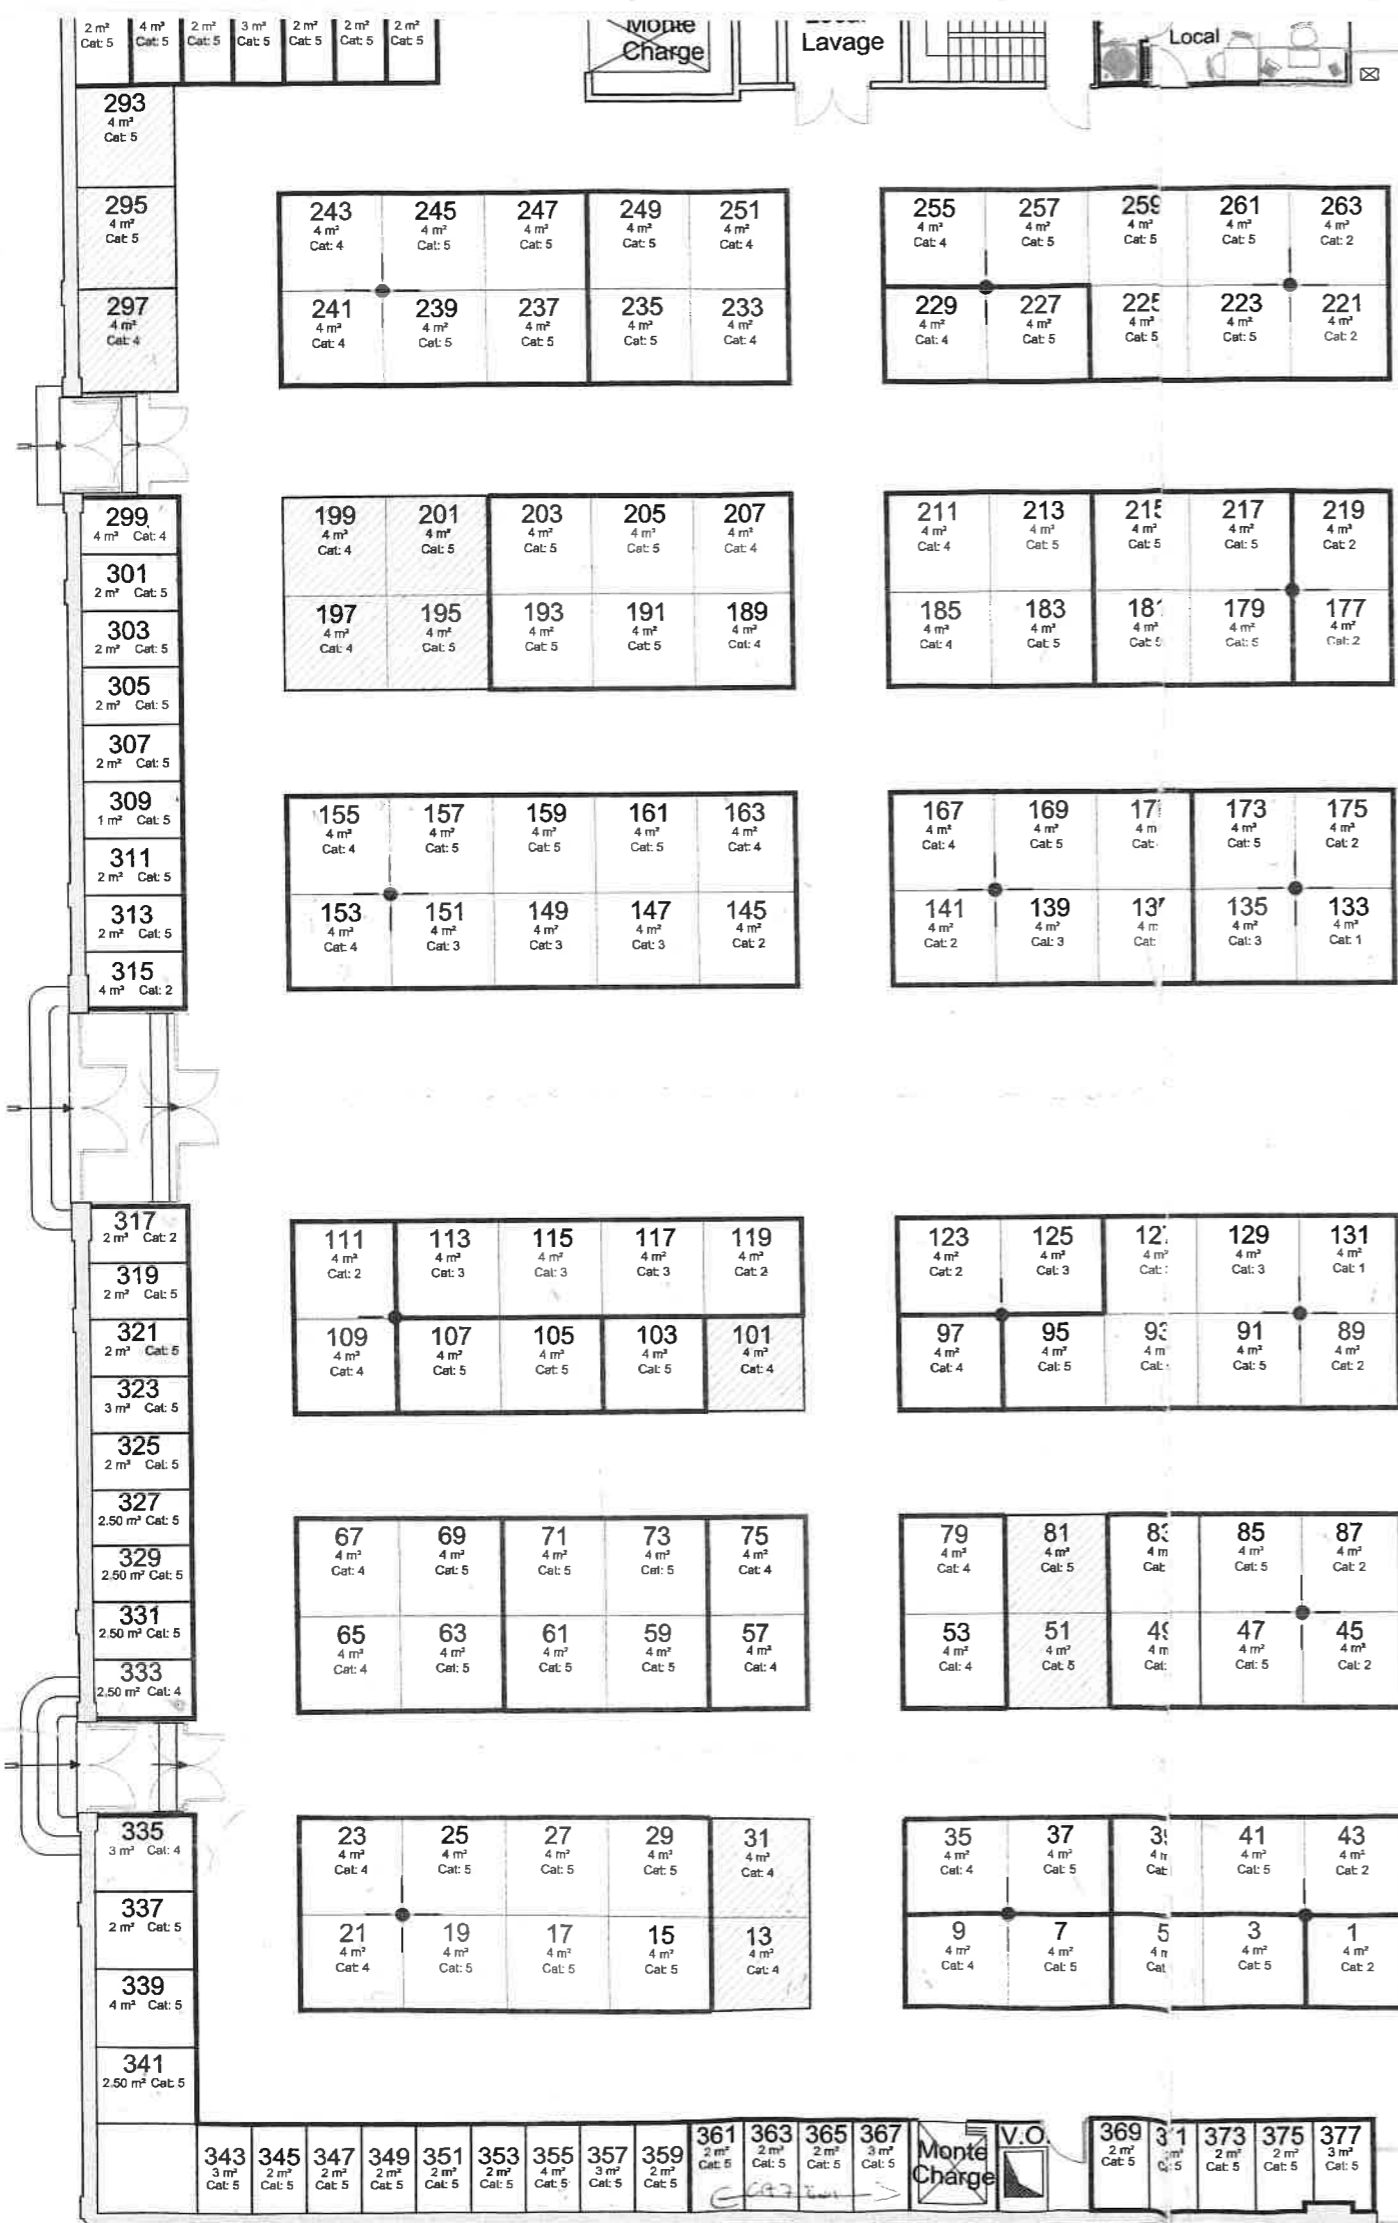 2 m² 4 m² 2 m² 3 m² 2 m² 2 m² 2 m²
Cat: 5 Cat: 5 Cat: 5 Cat: 5 Cat: 5 Cat: 5 Cat: 5
Monte
Charge
Lavage
Local
293
4 m²
Cat: 5
295
4 m²
Cat: 5
297
4 m²
Cat: 4
243 245 247 249 251
4 m² 4 m² 4 m² 4 m² 4 m²
Cat: 4 Cat: 5 Cat: 5 Cat: 5 Cat: 4
241 239 237 235 233
4 m² 4 m² 4 m² 4 m² 4 m²
Cat: 4 Cat: 5 Cat: 5 Cat: 5 Cat: 4
255 257 259 261 263
4 m² 4 m² 4 m² 4 m² 4 m²
Cat: 4 Cat: 5 Cat: 5 Cat: 5 Cat: 2
229 227 225 223 221
4 m² 4 m² 4 m² 4 m² 4 m²
Cat: 4 Cat: 5 Cat: 5 Cat: 5 Cat: 2
299
4 m² Cat: 4
301
2 m² Cat: 5
303
2 m² Cat: 5
305
2 m² Cat: 5
307
2 m² Cat: 5
309
1 m² Cat: 5
311
2 m² Cat: 5
313
2 m² Cat: 5
315
4 m² Cat: 2
199 201 203 205 207
4 m² 4 m² 4 m² 4 m² 4 m²
Cat: 4 Cat: 5 Cat: 5 Cat: 5 Cat: 4
197 195 193 191 189
4 m² 4 m² 4 m² 4 m² 4 m²
Cat: 4 Cat: 5 Cat: 5 Cat: 5 Cat: 4
211 213 215 217 219
4 m² 4 m² 4 m² 4 m² 4 m²
Cat: 4 Cat: 5 Cat: 5 Cat: 5 Cat: 2
185 183 181 179 177
4 m² 4 m² 4 m² 4 m² 4 m²
Cat: 4 Cat: 5 Cat: 5 Cat: 5 Cat: 2
155 157 159 161 163
4 m² 4 m² 4 m² 4 m² 4 m²
Cat: 4 Cat: 5 Cat: 5 Cat: 5 Cat: 4
153 151 149 147 145
4 m² 4 m² 4 m² 4 m² 4 m²
Cat: 4 Cat: 3 Cat: 3 Cat: 3 Cat: 2
167 169 17 173 175
4 m² 4 m² 4 m 4 m² 4 m²
Cat: 4 Cat: 5 Cat: Cat: 5 Cat: 2
141 139 137 135 133
4 m² 4 m² 4 m 4 m² 4 m²
Cat: 2 Cat: 3 Cat: Cat: 3 Cat: 1
317
2 m² Cat: 2
319
2 m² Cat: 5
321
2 m² Cat: 5
323
3 m² Cat: 5
325
2 m² Cat: 5
327
2.50 m² Cat: 5
329
2.50 m² Cat: 5
331
2.50 m² Cat: 5
333
2.50 m² Cat: 4
111 113 115 117 119
4 m² 4 m² 4 m² 4 m² 4 m²
Cat: 2 Cat: 3 Cat: 3 Cat: 3 Cat: 2
109 107 105 103 101
4 m² 4 m² 4 m² 4 m² 4 m²
Cat: 4 Cat: 5 Cat: 5 Cat: 5 Cat: 4
123 125 127 129 131
4 m² 4 m² 4 m² 4 m² 4 m²
Cat: 2 Cat: 3 Cat: Cat: 3 Cat: 1
97 95 93 91 89
4 m² 4 m² 4 m 4 m² 4 m²
Cat: 4 Cat: 5 Cat: Cat: 5 Cat: 2
67 69 71 73 75
4 m² 4 m² 4 m² 4 m² 4 m²
Cat: 4 Cat: 5 Cat: 5 Cat: 5 Cat: 4
65 63 61 59 57
4 m² 4 m² 4 m² 4 m² 4 m²
Cat: 4 Cat: 5 Cat: 5 Cat: 5 Cat: 4
79 81 83 85 87
4 m² 4 m² 4 m 4 m² 4 m²
Cat: 4 Cat: 5 Cat Cat: 5 Cat: 2
53 51 49 47 45
4 m² 4 m² 4 m 4 m² 4 m²
Cat: 4 Cat: 5 Cat: Cat: 5 Cat: 2
335
3 m² Cat: 4
337
2 m² Cat: 5
339
4 m² Cat: 5
341
2.50 m² Cat: 5
23 25 27 29 31
4 m² 4 m² 4 m² 4 m² 4 m²
Cat: 4 Cat: 5 Cat: 5 Cat: 5 Cat: 4
21 19 17 15 13
4 m² 4 m² 4 m² 4 m² 4 m²
Cat: 4 Cat: 5 Cat: 5 Cat: 5 Cat: 4
35 37 39 41 43
4 m² 4 m² 4 m 4 m² 4 m²
Cat: 4 Cat: 5 Cat Cat: 5 Cat: 2
9 7 5 3 1
4 m² 4 m² 4 m 4 m² 4 m²
Cat: 4 Cat: 5 Cat Cat: 5 Cat: 2
343 345 347 349 351 353 355 357 359 361 363 365 367
3 m² 2 m² 2 m² 2 m² 2 m² 2 m² 4 m² 3 m² 2 m² 2 m² 2 m² 2 m² 3 m²
Cat: 5 Cat: 5 Cat: 5 Cat: 5 Cat: 5 Cat: 5 Cat: 5 Cat: 5 Cat: 5 Cat: 5 Cat: 5 Cat: 5 Cat: 5
Monte
Charge
V.O.
369 371 373 375 377
2 m² m² 2 m² 2 m² 3 m²
Cat: 5 C: 5 Cat: 5 Cat: 5 Cat: 5